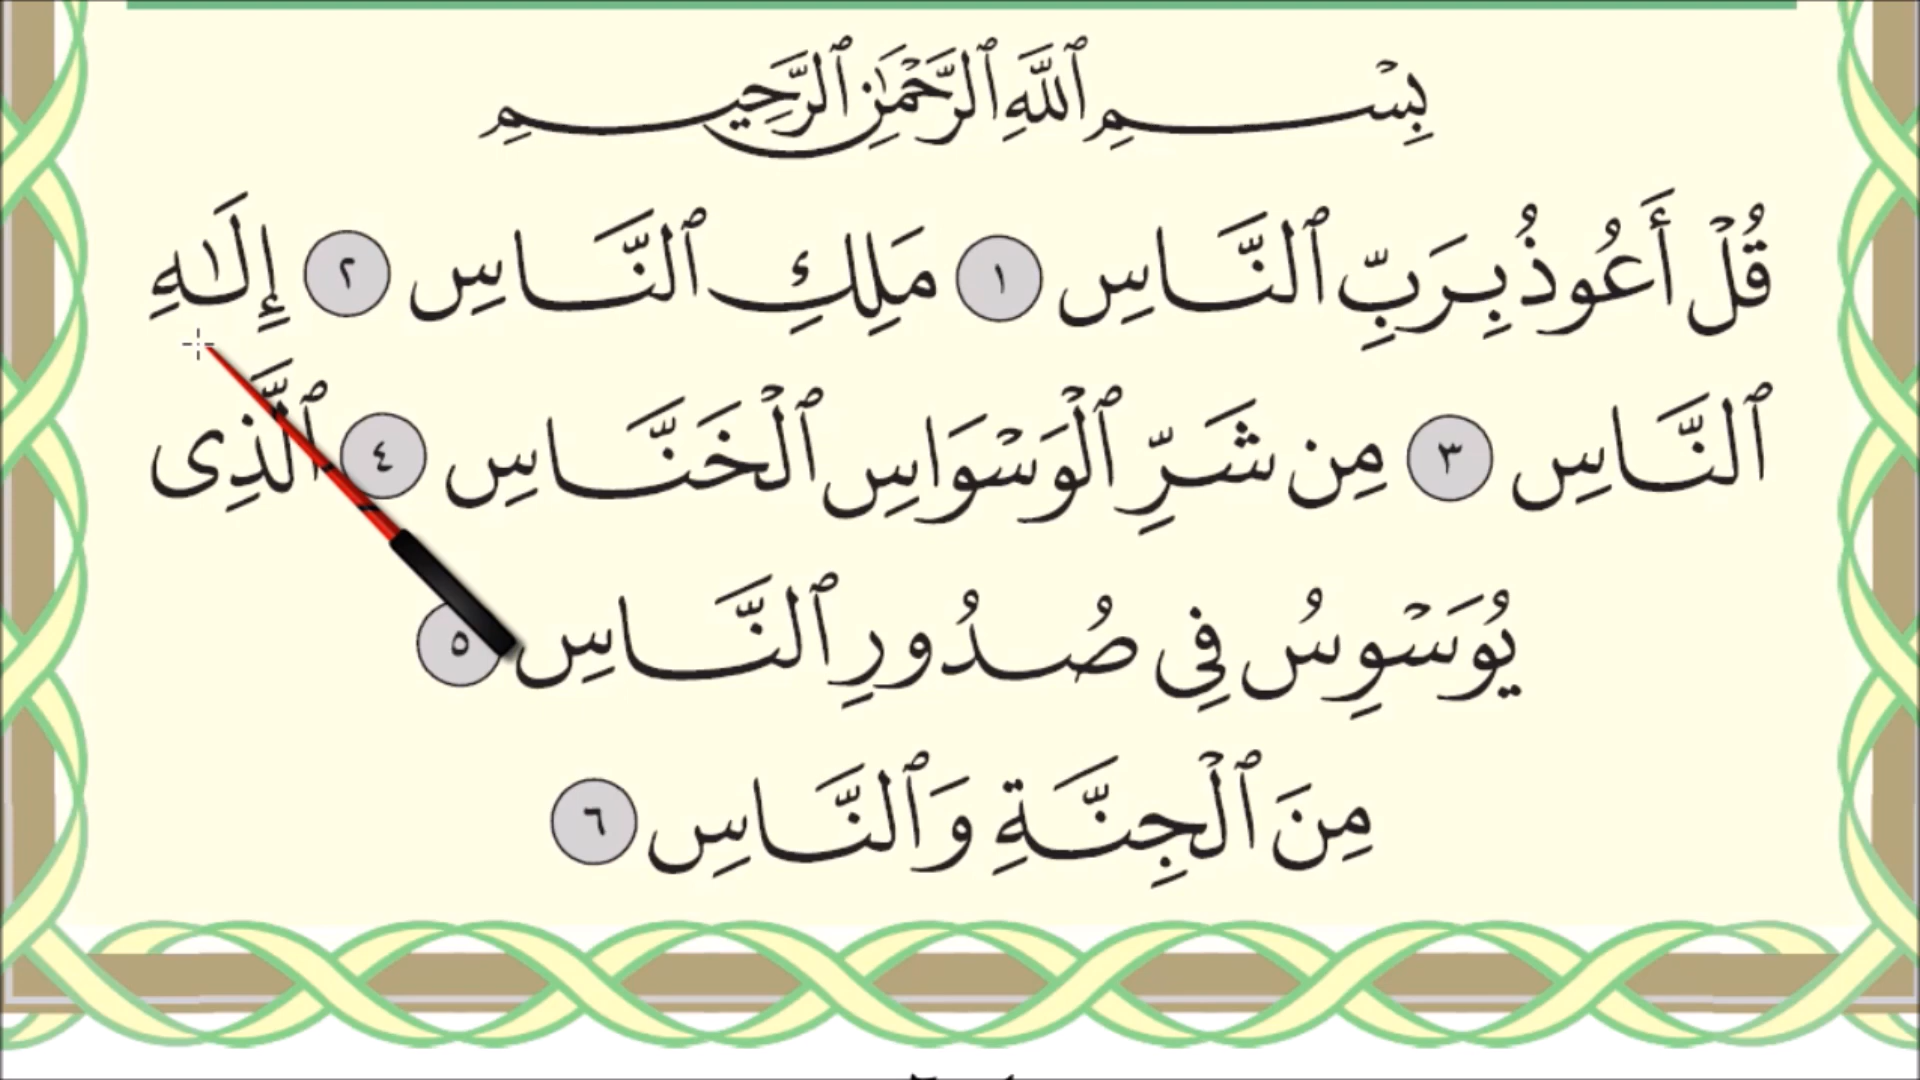 بِسْمِ ٱللَّهِ ٱلرَّحْمَٰنِ ٱلرَّحِيمِ
قُلْ أَعُوذُ بِرَبِّ ٱلنَّاسِ ١ مَلِكِ ٱلنَّاسِ ٢ إِلَٰهِ
ٱلنَّاسِ ٣ مِن شَرِّ ٱلْوَسْوَاسِ ٱلْخَنَّاسِ ٤ ٱلَّذِى
يُوَسْوِسُ فِى صُدُورِ ٱلنَّاسِ ٥
مِنَ ٱلْجِنَّةِ وَٱلنَّاسِ ٦